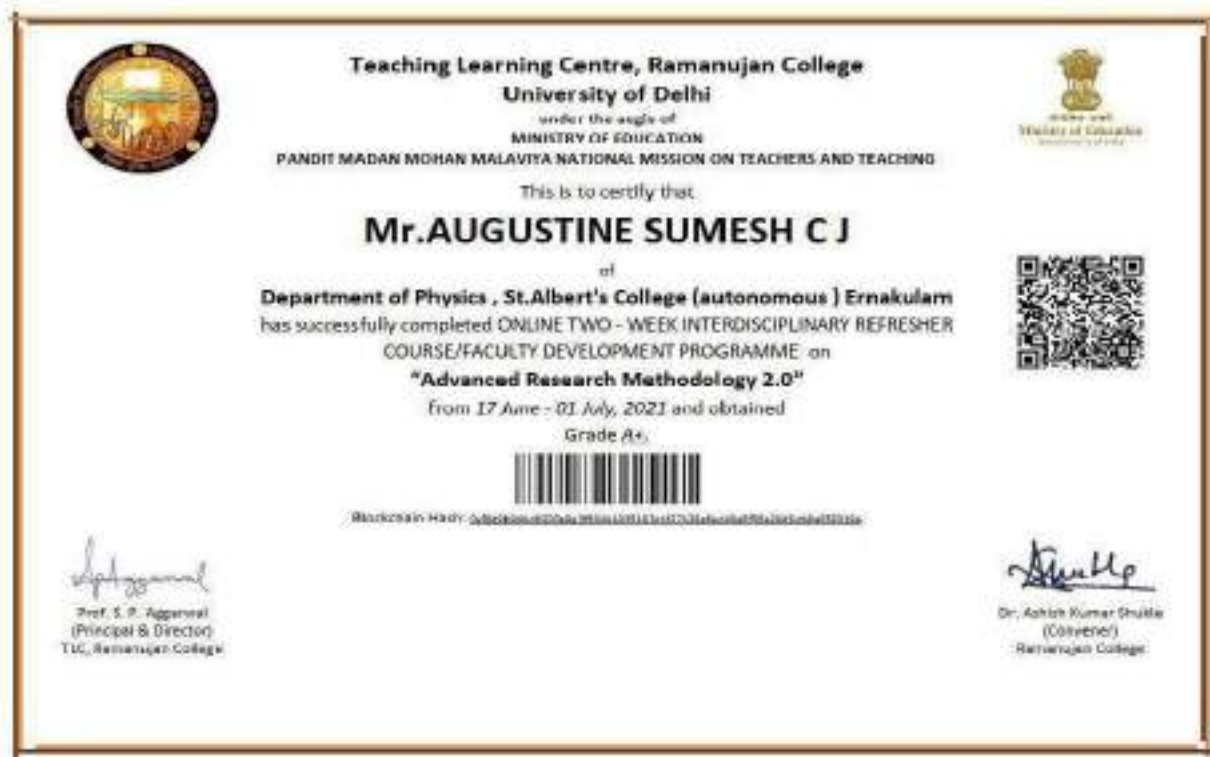 Teaching Learning Centre, Ramanujan College
University of Delhi
under the aegis of
MINISTRY OF EDUCATION
PANDIT MADAN MOHAN MALAVIYA NATIONAL MISSION ON TEACHERS AND TEACHING
Ministry of Education
This is to certify that
Mr.AUGUSTINE SUMESH C J
of
Department of Physics , St.Albert's College (autonomous ) Ernakulam
has successfully completed ONLINE TWO - WEEK INTERDISCIPLINARY REFRESHER
COURSE/FACULTY DEVELOPMENT PROGRAMME on
"Advanced Research Methodology 2.0"
from 17 June - 01 July, 2021 and obtained
Grade A+.
Blockchain Hash:
Prof. S. P. Aggarwal
(Principal & Director)
TLC, Ramanujan College
Dr. Ashish Kumar Shukla
(Convener)
Ramanujan College